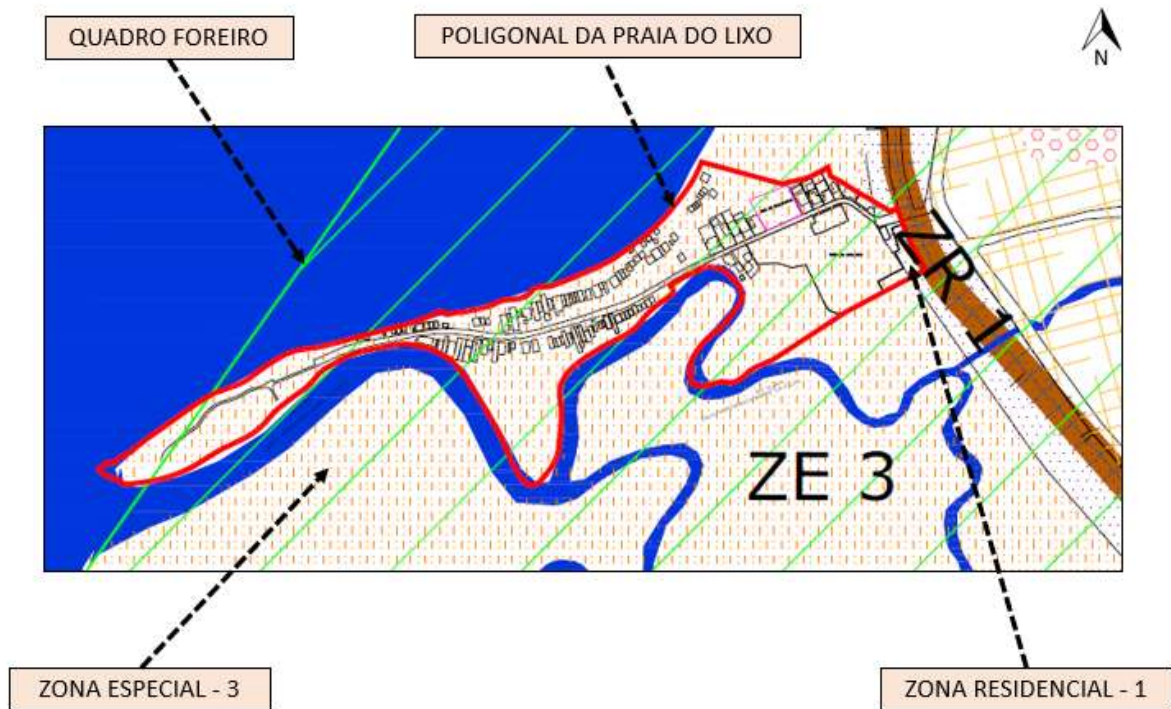 QUADRO FOREIRO
POLIGONAL DA PRAIA DO LIXO
N
ZR 1
ZE 3
ZONA ESPECIAL - 3
ZONA RESIDENCIAL - 1